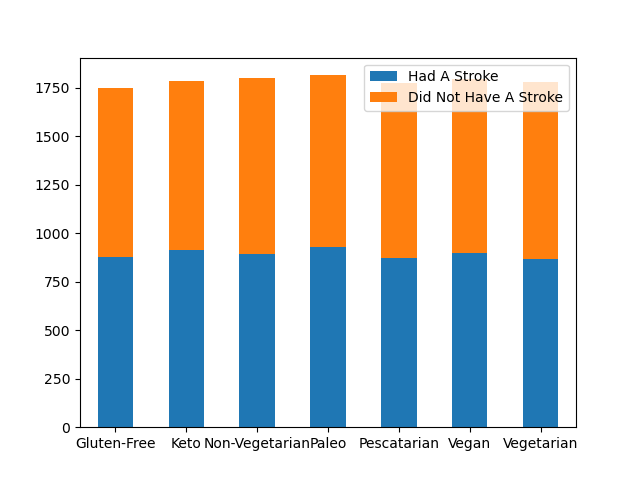 1750
1500
1250
1000
750
500
250
0
Had A Stroke
Did Not Have A Stroke
Gluten-Free Keto Non-Vegetarian Paleo Pescatarian Vegan Vegetarian